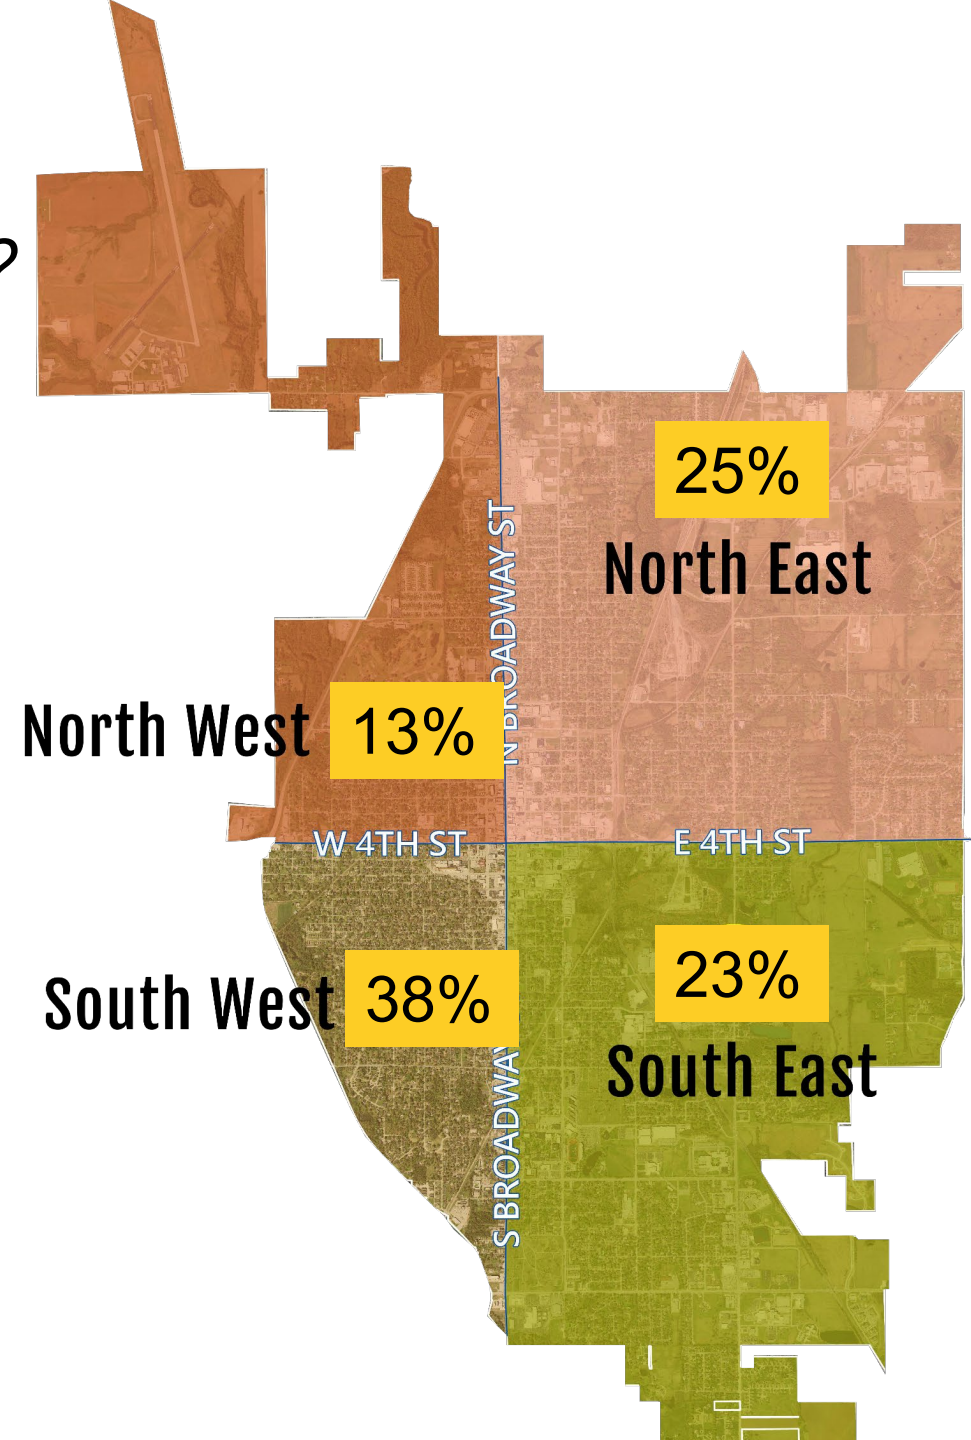 ?
25%
North East
N BROADWAY ST
North West 13%
W 4TH ST
E 4TH ST
South West 38%
23%
South East
S BROADWAY